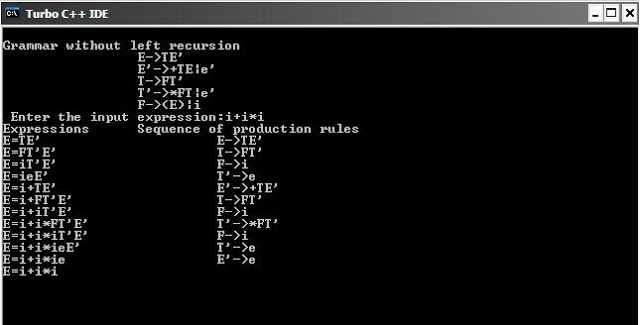 Turbo C++ IDE
Grammar without left recursion
E->TE'
E'->+TE|e'
T->FT'
T'->*FT|e'
F->(E)|i
Enter the input expression:i+i*i
Expressions Sequence of production rules
E=TE' E->TE'
E=FT'E' T->FT'
E=iT'E' F->i
E=ieE' T'->e
E=i+TE' E'->+TE'
E=i+FT'E' T->FT'
E=i+iT'E' F->i
E=i+i*FT'E' T'->*FT'
E=i+i*iT'E' F->i
E=i+i*ieE' T'->e
E=i+i*ie E'->e
E=i+i*i